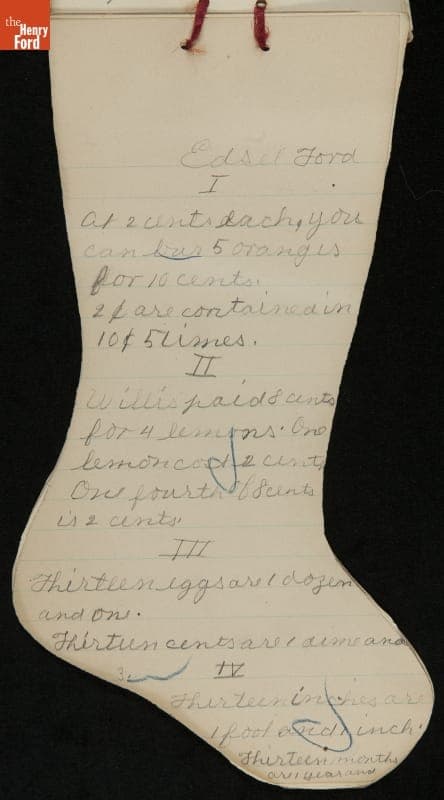 the
Henry
Ford
Edsel Ford
I
At 2 cents each, you
can bur 5 oranges
for 10 cents.
2¢ are contained in
10¢ 5 times.
II
Willis paid 8 cents
for 4 lemons. One
lemon cost 2 cents
One fourth of 8 cents
is 2 cents.
III
Thirteen eggs are 1 dozen
and one.
Thirteen cents are 1 dime and
3
IV
Thirteen inches are
1 foot and 1 inch.
Thirteen months
are 1 year and